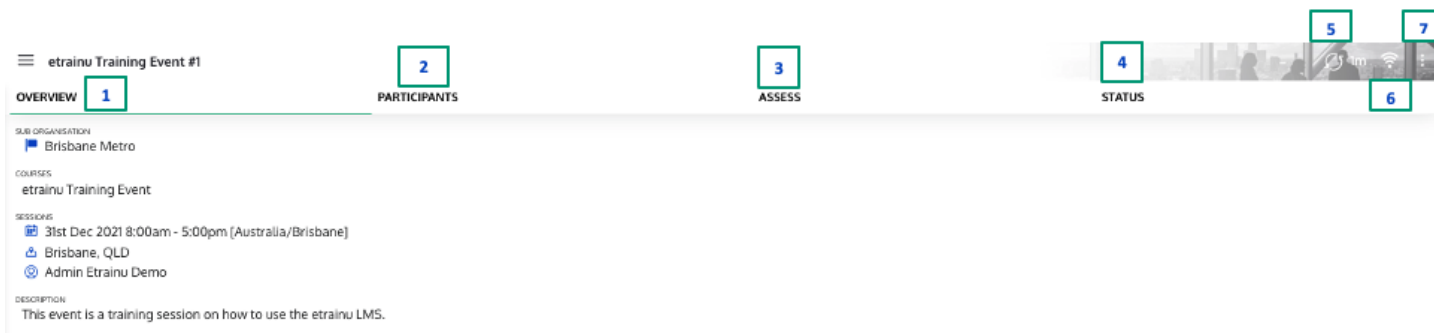 5
7
etrainu Training Event #1
2
3
4
1m
OVERVIEW
1
PARTICIPANTS
ASSESS
STATUS
6
SUB ORGANISATION
Brisbane Metro
COURSES
etrainu Training Event
SESSIONS
31st Dec 2021 8:00am - 5:00pm [Australia/Brisbane]
Brisbane, QLD
Admin Etrainu Demo
DESCRIPTION
This event is a training session on how to use the etrainu LMS.